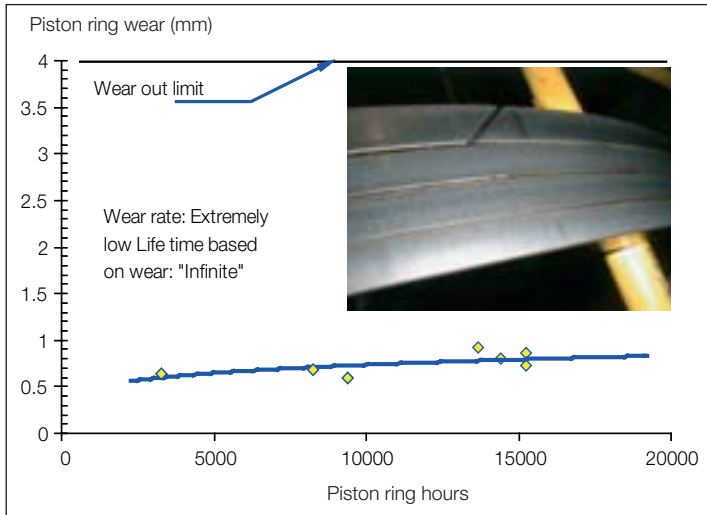 Piston ring wear (mm)
4
Wear out limit
3.5
3
2.5
Wear rate: Extremely
low Life time based
on wear: "Infinite"
2
1.5
1
0.5
0
0
5000
10000
15000
20000
Piston ring hours